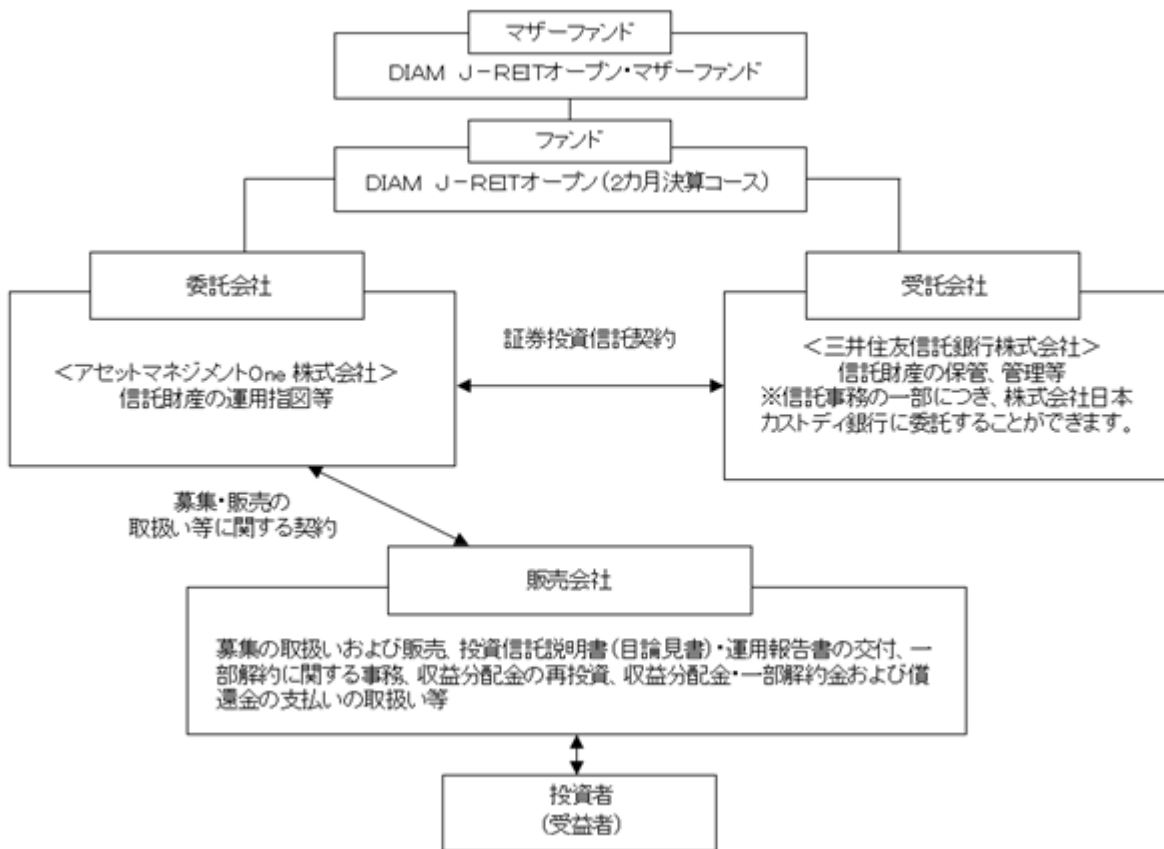 マザーファンド
DIAM J-REITオープン・マザーファンド
ファンド
DIAM J-REITオープン(2カ月決算コース)
委託会社
<アセットマネジメントOne 株式会社>
信託財産の運用指図等
証券投資信託契約
受託会社
<三井住友信託銀行株式会社>
信託財産の保管、管理等
※信託事務の一部につき、株式会社日本
カストディ銀行に委託することができます。
募集・販売の
取扱い等に関する契約
販売会社
募集の取扱いおよび販売、投資信託説明書(目論見書)・運用報告書の交付、一
部解約に関する事務、収益分配金の再投資、収益分配金・一部解約金および償
還金の支払いの取扱い等
投資者
(受益者)